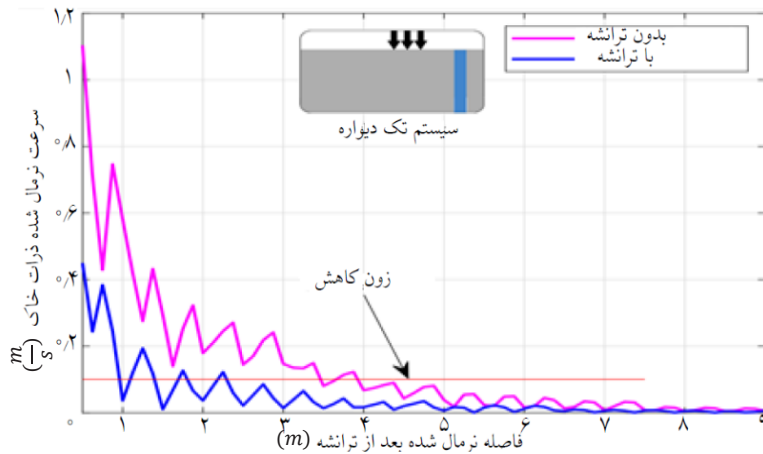 ۱٫۲
۱
۰٫۸
۰٫۶
۰٫۴
۰٫۲
۰
سرعت نرمال شده ذرات خاک (m/s)
بدون ترانشه
با ترانشه
سیستم تک دیواره
زون کاهش
۱ ۲ ۳ ۴ ۵ ۶ ۷ ۸ ۹
فاصله نرمال شده بعد از ترانشه (m)